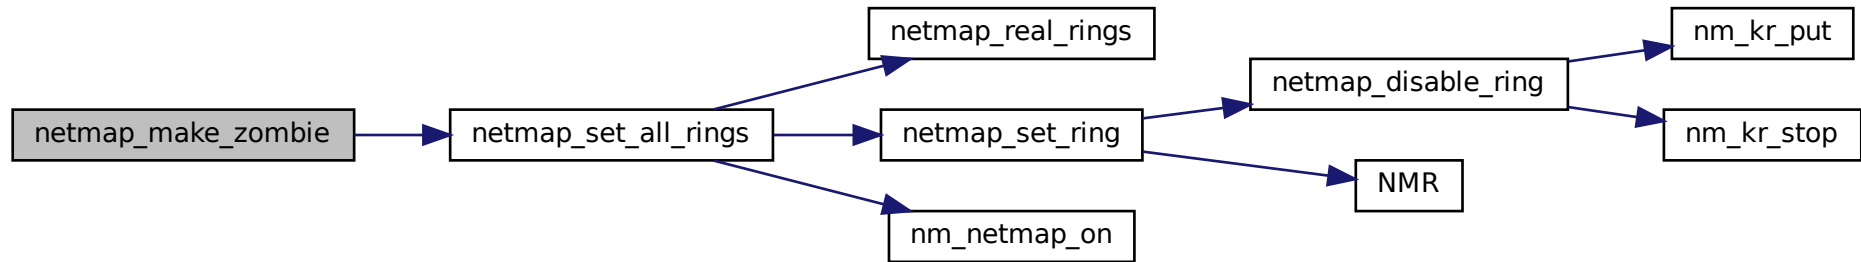 netmap_make_zombie
netmap_set_all_rings
netmap_real_rings
netmap_set_ring
nm_netmap_on
netmap_disable_ring
NMR
nm_kr_put
nm_kr_stop